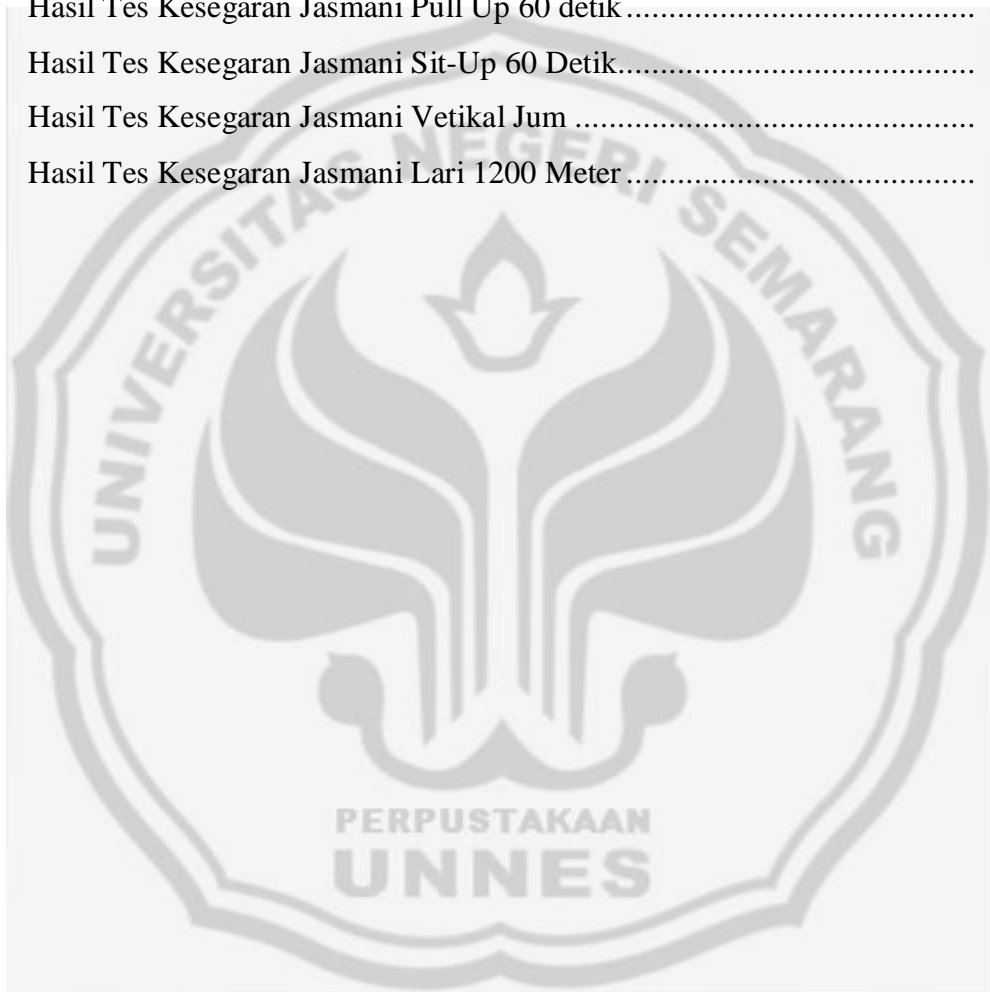 Hasil Tes Kesegaran Jasmani Pull Up 60 detik ........................................
Hasil Tes Kesegaran Jasmani Sit-Up 60 Detik........................................
Hasil Tes Kesegaran Jasmani Vetikal Jum ........................................
Hasil Tes Kesegaran Jasmani Lari 1200 Meter ........................................
UNIVERSITAS NEGERI SEMARANG
PERPUSTAKAAN
UNNES